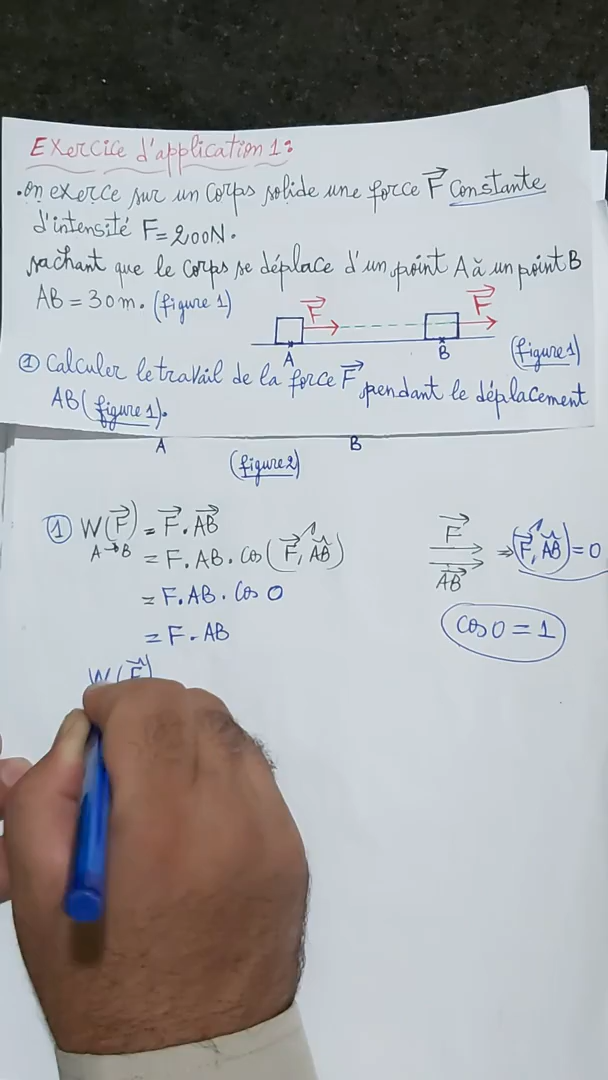 Exercice d'application 1:
• on exerce sur un corps solide une force F⃗ constante
d'intensité F = 200N.
sachant que le corps se déplace d'un point A à un point B
AB = 30m. (figure 1)
F⃗ F⃗
A B (figure 1)
① Calculer le travail de la force F⃗ pendant le déplacement
AB (figure 1).
A B
(figure 2)
① W(F⃗) = F⃗ . AB⃗
A→B
= F . AB . cos(F⃗, AB⃗)
= F . AB . cos 0
= F . AB
W(F⃗)
F⃗
AB⃗
⇒ (F⃗, AB⃗) = 0
cos 0 = 1